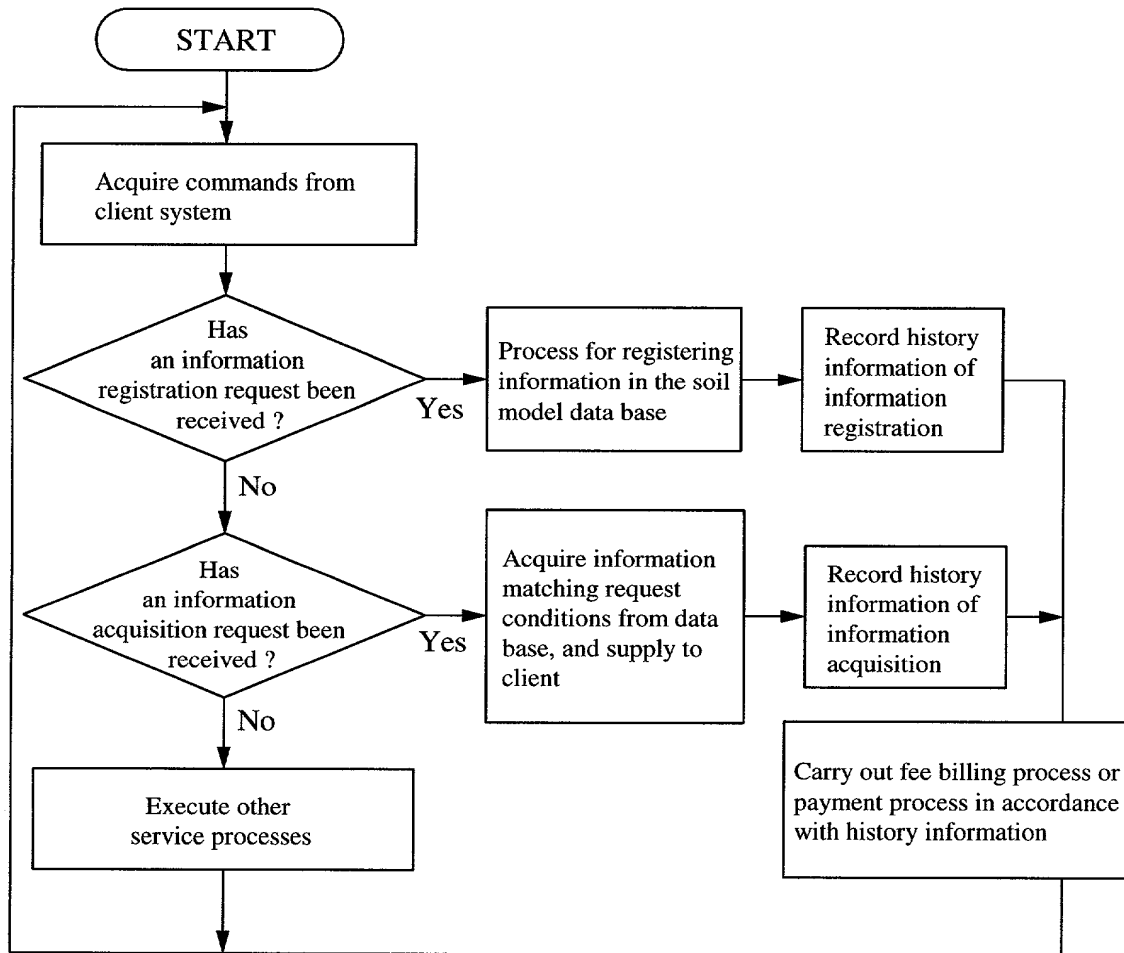 START
Acquire commands from
client system
Has
an information
registration request been
received ?
Yes
Process for registering
information in the soil
model data base
Record history
information of
information
registration
No
Has
an information
acquisition request been
received ?
Yes
Acquire information
matching request
conditions from data
base, and supply to
client
Record history
information of
information
acquisition
No
Execute other
service processes
Carry out fee billing process or
payment process in accordance
with history information